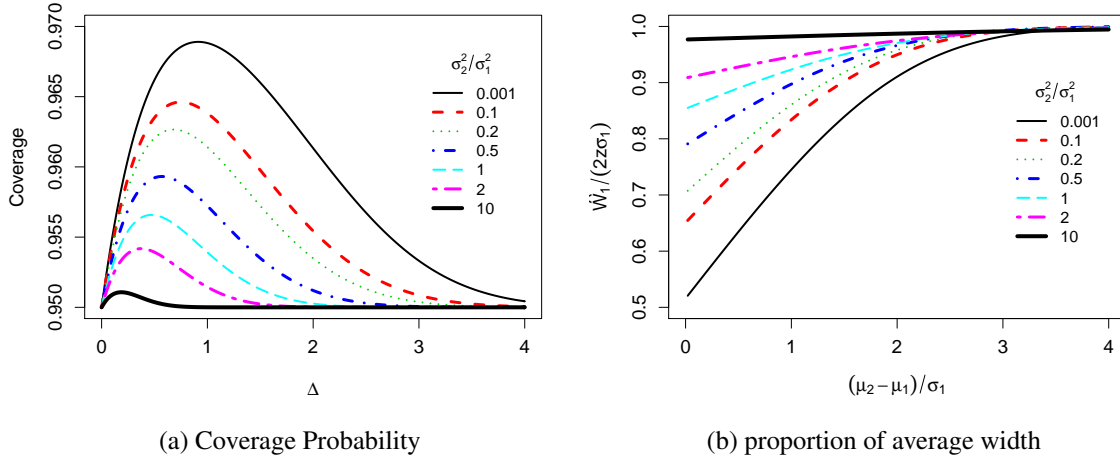 Coverage
0.950 0.955 0.960 0.965 0.970
σ₂²/σ₁²
0.001
0.1
0.2
0.5
1
2
10
0 1 2 3 4
Δ
(a) Coverage Probability
Ẇ₁/(2zσ₁)
0.5 0.6 0.7 0.8 0.9 1.0
σ₂²/σ₁²
0.001
0.1
0.2
0.5
1
2
10
0 1 2 3 4
(μ₂−μ₁)/σ₁
(b) proportion of average width